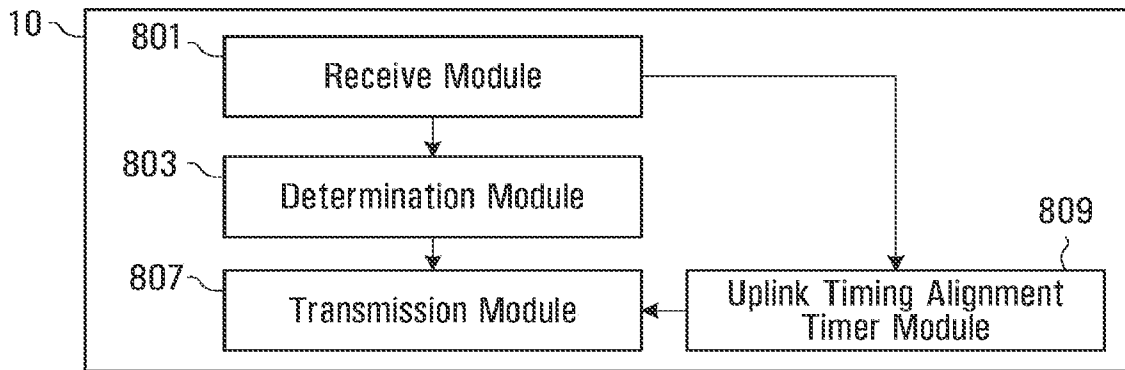 10
801
Receive Module
803
Determination Module
809
807
Transmission Module
Uplink Timing Alignment
Timer Module